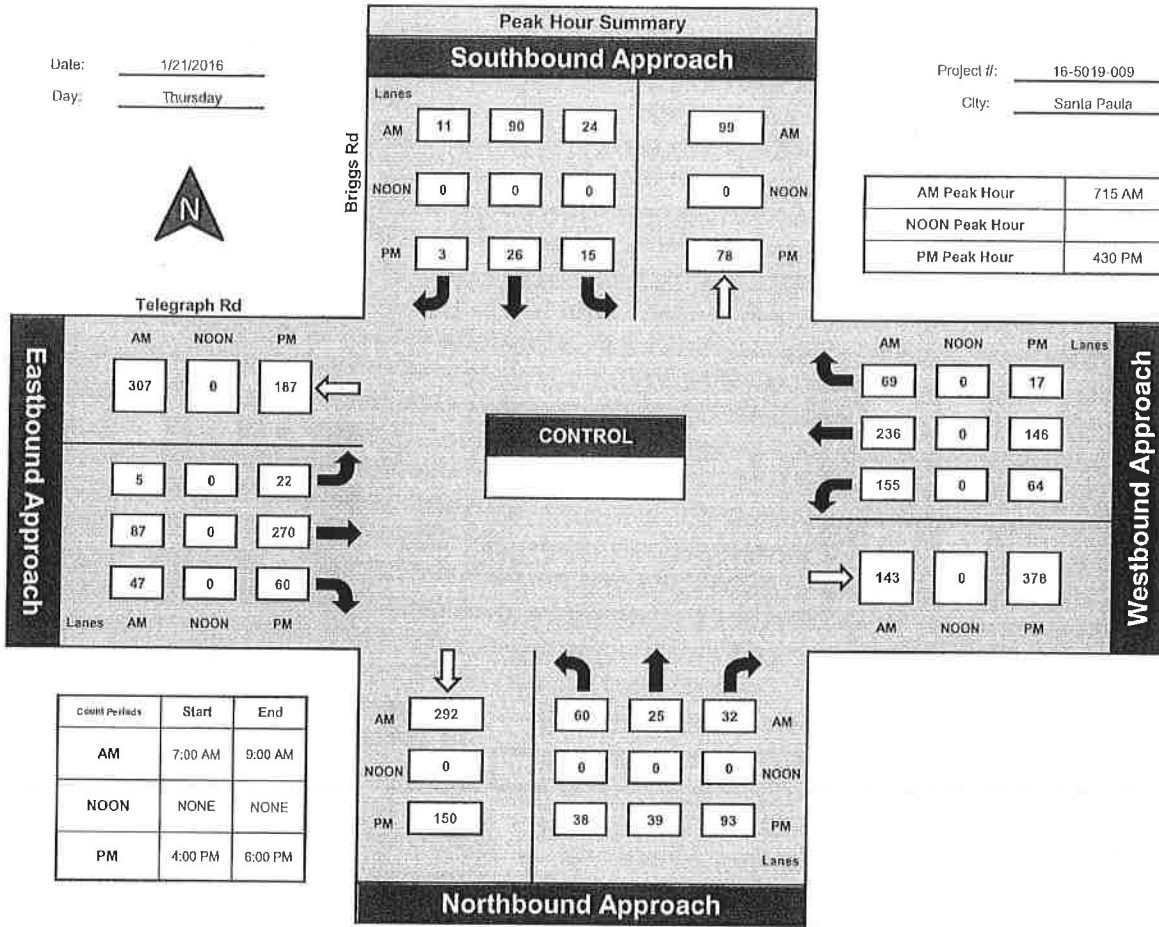 Peak Hour Summary
Southbound Approach
Date: 1/21/2016
Day: Thursday
Project #: 16-5019-009
City: Santa Paula
N
Briggs Rd
Lanes
AM 11 90 24 99 AM
NOON 0 0 0 0 NOON
PM 3 26 15 78 PM
AM Peak Hour 715 AM
NOON Peak Hour
PM Peak Hour 430 PM
Telegraph Rd
Eastbound Approach
AM NOON PM
307 0 187
5 0 22
87 0 270
47 0 60
Lanes AM NOON PM
CONTROL
Westbound Approach
AM NOON PM Lanes
69 0 17
236 0 146
155 0 64
143 0 378
AM NOON PM
Count Periods Start End
AM 7:00 AM 9:00 AM
NOON NONE NONE
PM 4:00 PM 6:00 PM
AM 292 60 25 32 AM
NOON 0 0 0 0 NOON
PM 150 38 39 93 PM
Lanes
Northbound Approach